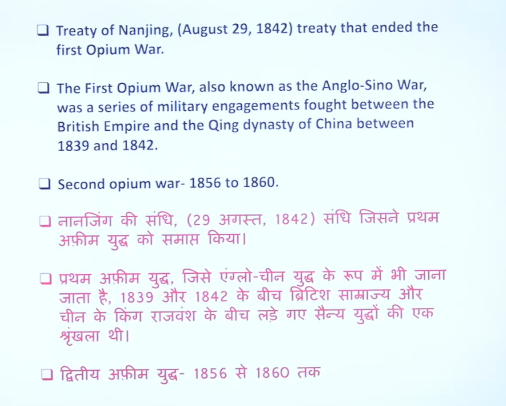 ❑ Treaty of Nanjing, (August 29, 1842) treaty that ended the
first Opium War.
❑ The First Opium War, also known as the Anglo-Sino War,
was a series of military engagements fought between the
British Empire and the Qing dynasty of China between
1839 and 1842.
❑ Second opium war- 1856 to 1860.
❑ नानजिंग की संधि, (29 अगस्त, 1842) संधि जिसने प्रथम
अफ़ीम युद्ध को समाप्त किया।
❑ प्रथम अफ़ीम युद्ध, जिसे एंग्लो-चीन युद्ध के रूप में भी जाना
जाता है, 1839 और 1842 के बीच ब्रिटिश साम्राज्य और
चीन के किंग राजवंश के बीच लड़े गए सैन्य युद्धों की एक
श्रृंखला थी।
❑ द्वितीय अफ़ीम युद्ध- 1856 से 1860 तक